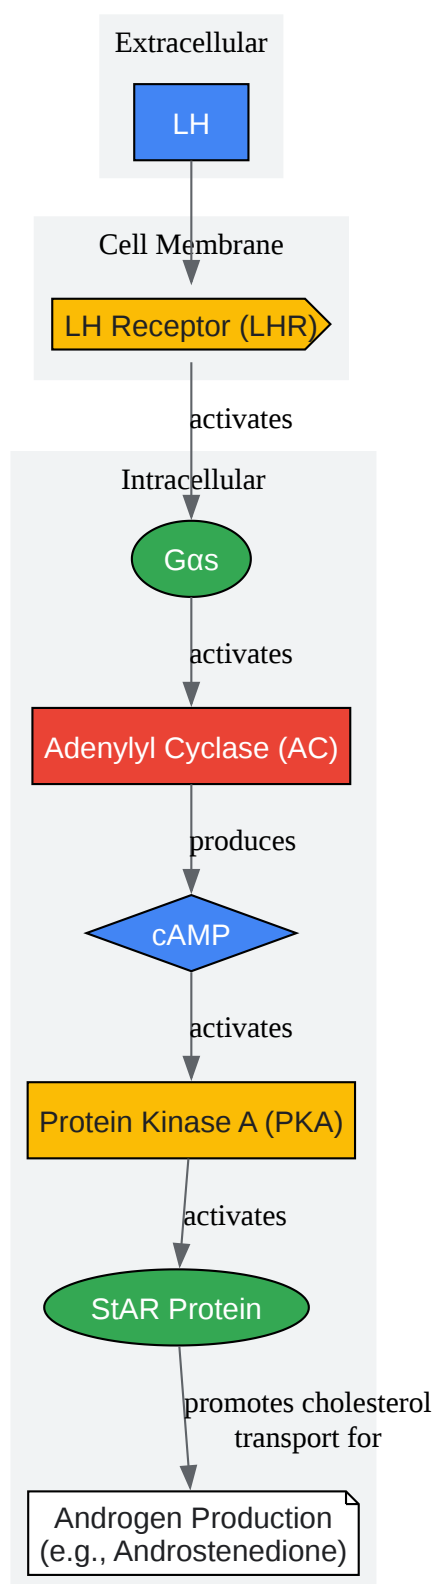 Extracellular
LH
Cell Membrane
LH Receptor (LHR)
activates
Intracellular
Gαs
activates
Adenylyl Cyclase (AC)
produces
cAMP
activates
Protein Kinase A (PKA)
activates
StAR Protein
promotes cholesterol
transport for
Androgen Production
(e.g., Androstenedione)